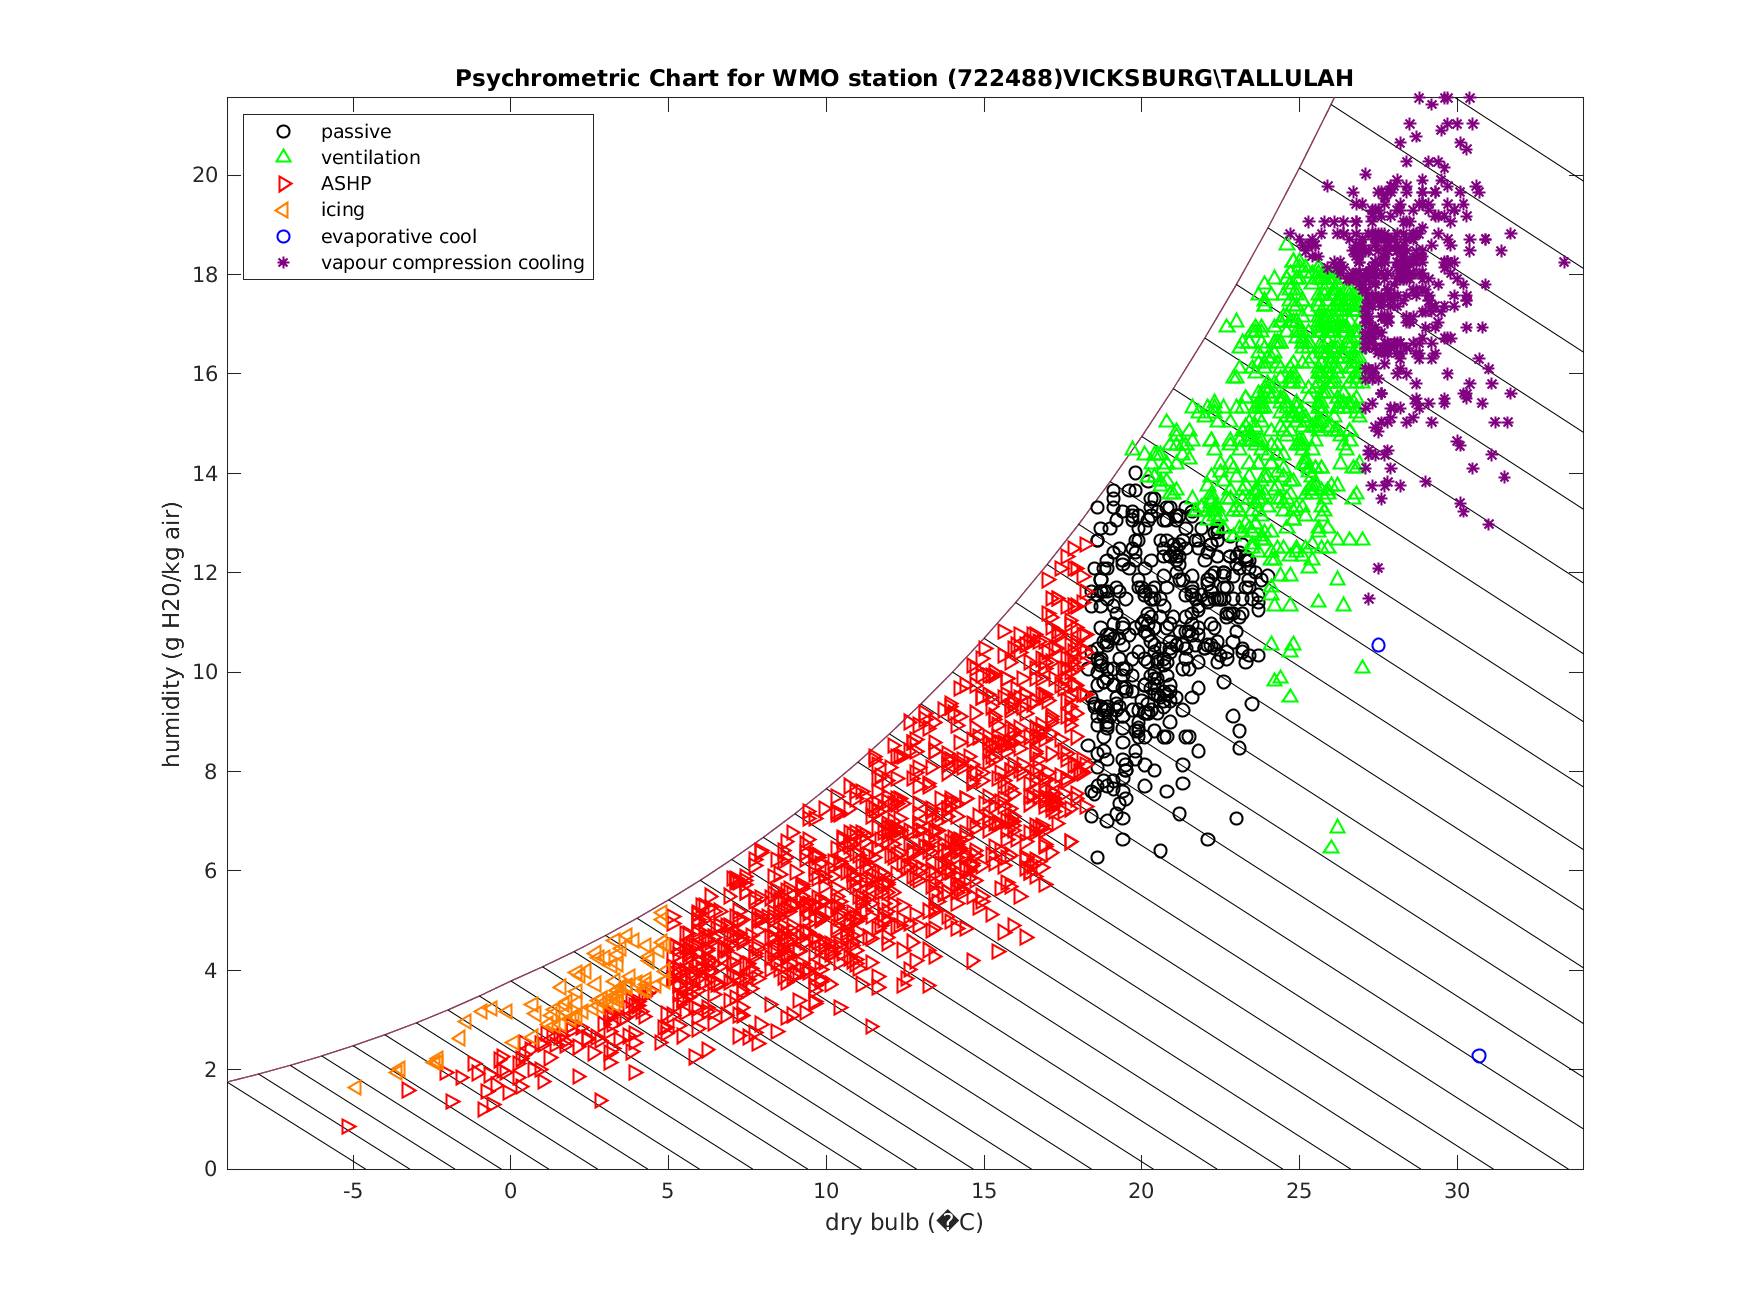 Psychrometric Chart for WMO station (722488)VICKSBURG\TALLULAH
passive
ventilation
ASHP
icing
evaporative cool
vapour compression cooling
humidity (g H20/kg air)
20
18
16
14
12
10
8
6
4
2
0
-5 0 5 10 15 20 25 30
dry bulb (�C)